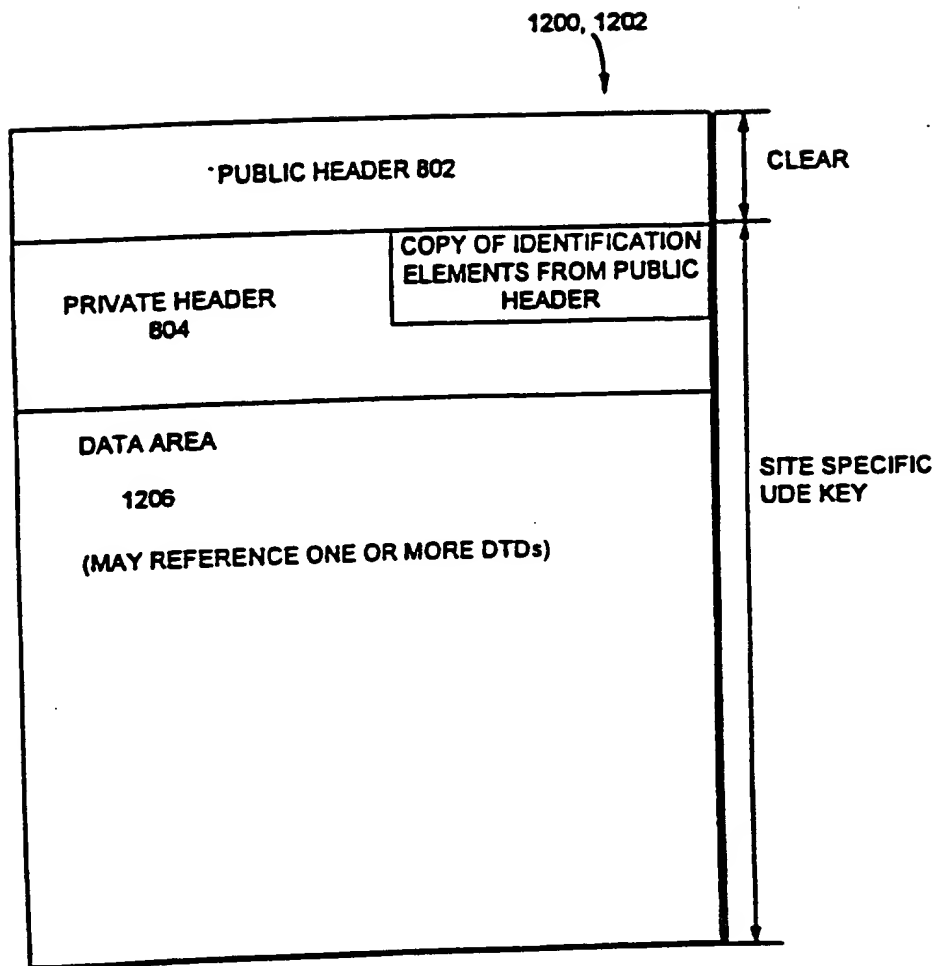 1200, 1202
PUBLIC HEADER 802
CLEAR
COPY OF IDENTIFICATION
ELEMENTS FROM PUBLIC
HEADER
PRIVATE HEADER
804
DATA AREA
1206
(MAY REFERENCE ONE OR MORE DTDs)
SITE SPECIFIC
UDE KEY